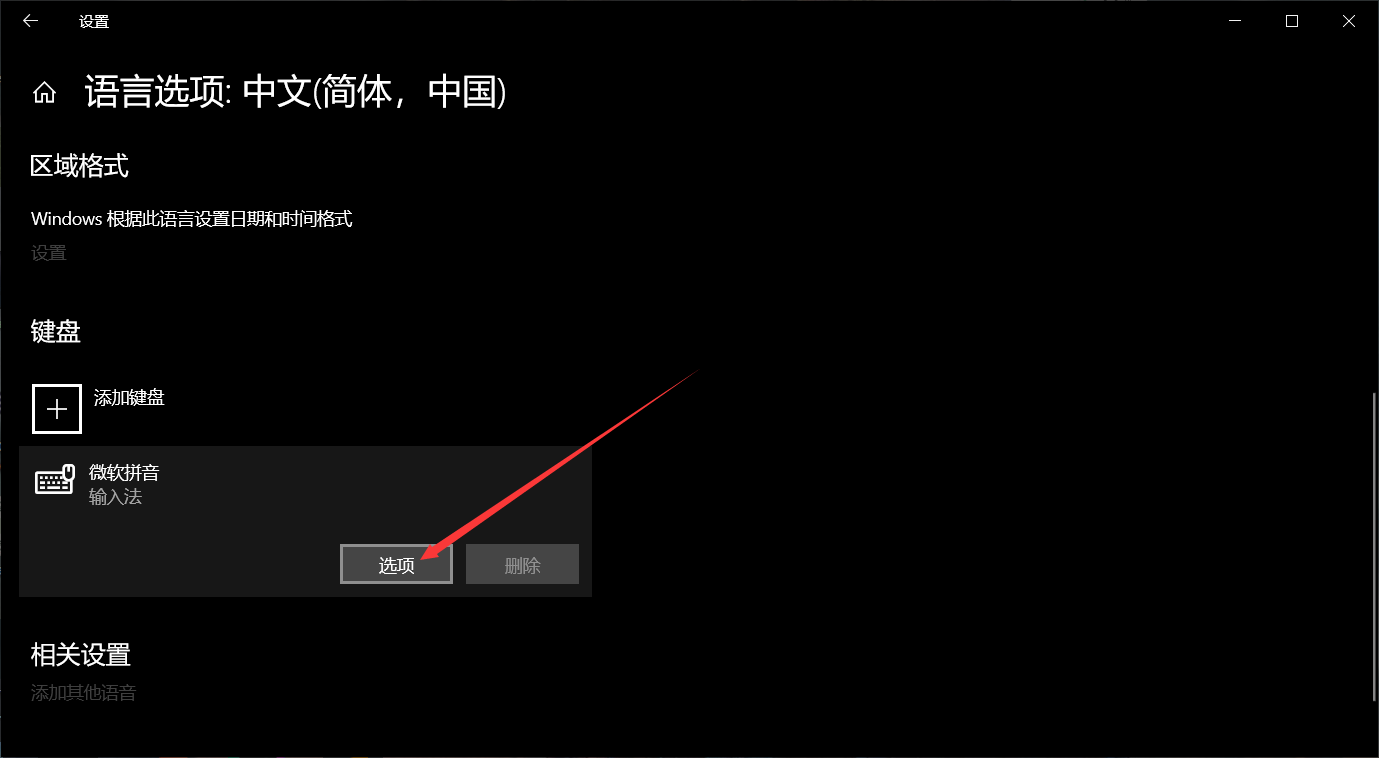 设置
语言选项: 中文(简体，中国)
区域格式
Windows 根据此语言设置日期和时间格式
设置
键盘
添加键盘
微软拼音
输入法
选项
删除
相关设置
添加其他语音